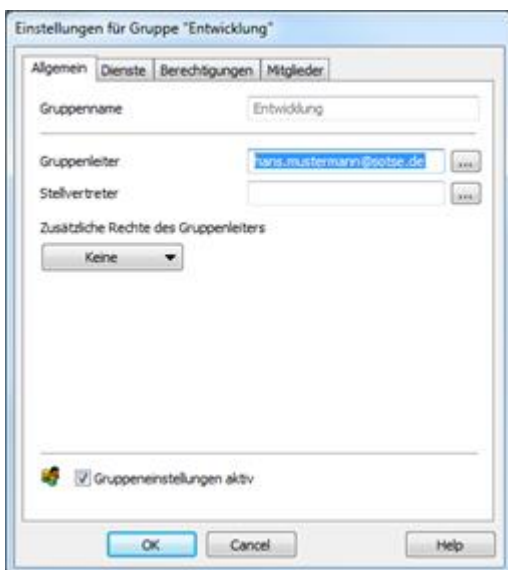 Einstellungen für Gruppe "Entwicklung"
Allgemein Dienste Berechtigungen Mitglieder
Gruppenname Entwicklung
Gruppenleiter hans.mustermann@sotse.de ...
Stellvertreter ...
Zusätzliche Rechte des Gruppenleiters
Keine
Gruppeneinstellungen aktiv
OK Cancel Help